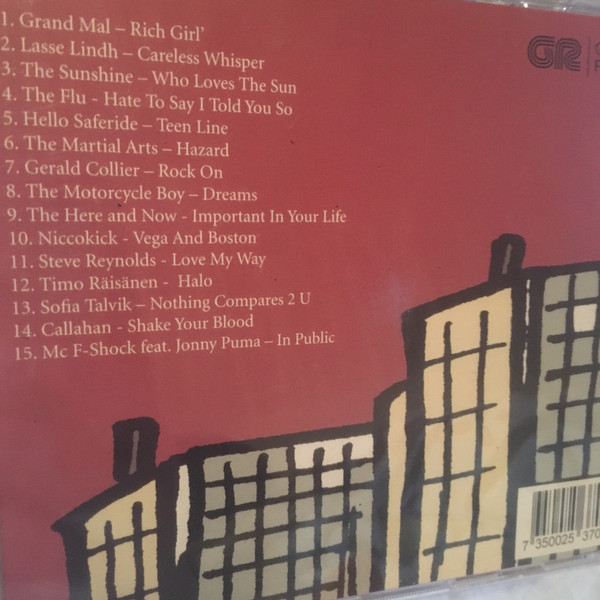 1. Grand Mal – Rich Girl’
2. Lasse Lindh – Careless Whisper
3. The Sunshine – Who Loves The Sun
4. The Flu - Hate To Say I Told You So
5. Hello Saferide – Teen Line
6. The Martial Arts – Hazard
7. Gerald Collier – Rock On
8. The Motorcycle Boy – Dreams
9. The Here and Now - Important In Your Life
10. Niccokick - Vega And Boston
11. Steve Reynolds - Love My Way
12. Timo Räisänen - Halo
13. Sofia Talvik – Nothing Compares 2 U
14. Callahan - Shake Your Blood
15. Mc F-Shock feat. Jonny Puma – In Public
GR
7 350025 370